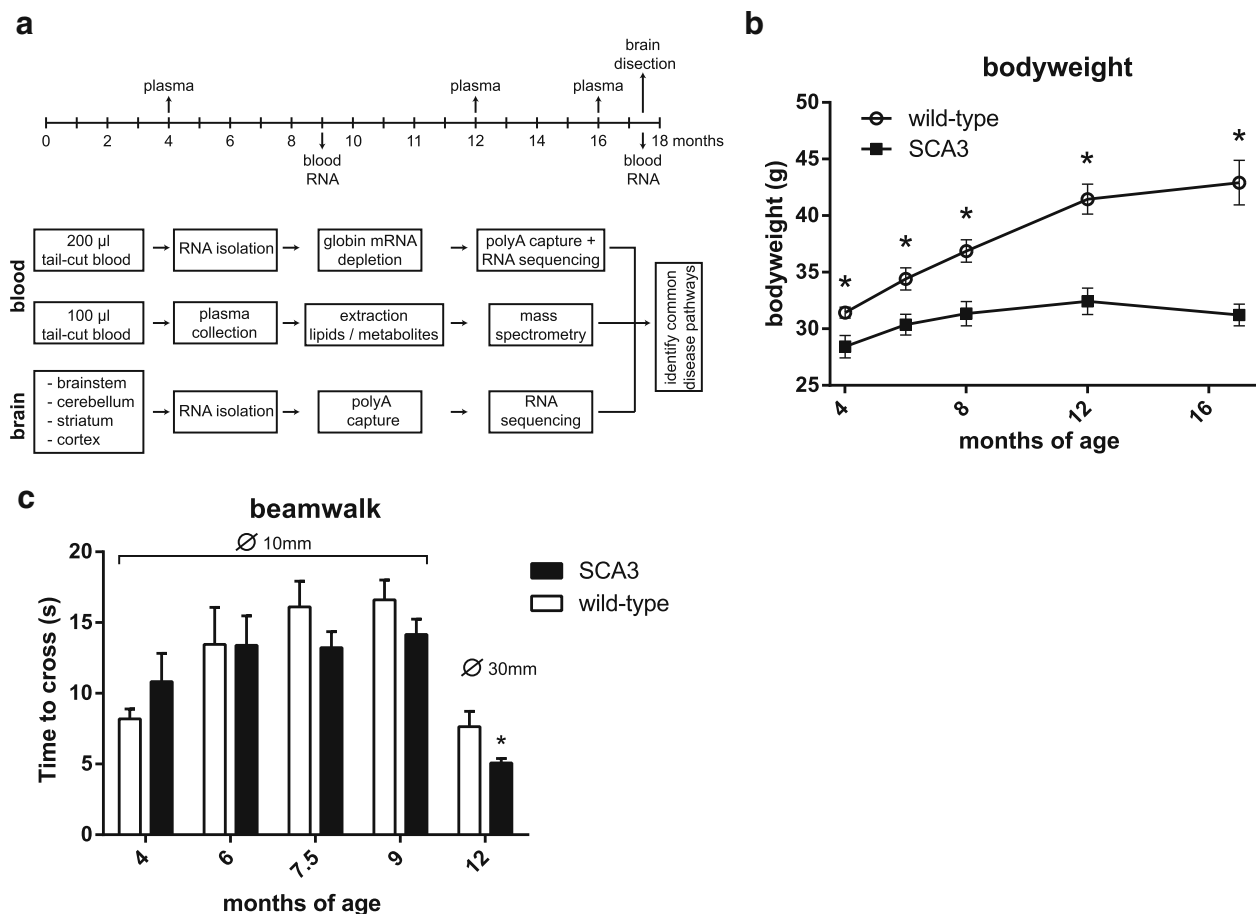 a
brain
disection
plasma
plasma
plasma
0 2 4 6 8 10 12 14 16 18 months
blood
RNA
blood
RNA
blood
200 µl
tail-cut blood
RNA isolation
globin mRNA
depletion
polyA capture +
RNA sequencing
100 µl
tail-cut blood
plasma
collection
extraction
lipids / metabolites
mass
spectrometry
identify common
disease pathways
brain
- brainstem
- cerebellum
- striatum
- cortex
RNA isolation
polyA
capture
RNA
sequencing
b
bodyweight
wild-type
SCA3
bodyweight (g)
50
45
40
35
30
25
* * * * *
4 8 12 16
months of age
c
beamwalk
Ø 10mm
SCA3
wild-type
Ø 30mm
*
Time to cross (s)
20
15
10
5
0
4 6 7.5 9 12
months of age